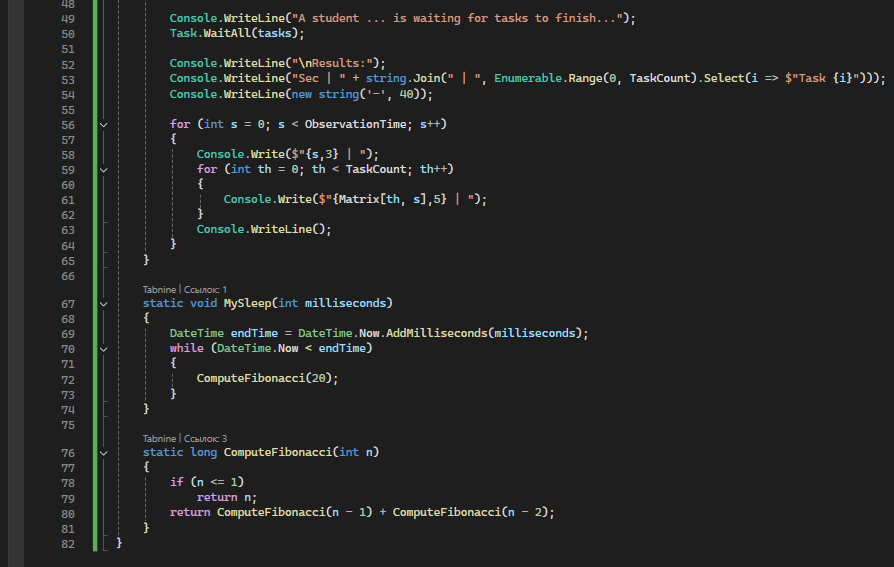 48
49 Console.WriteLine("A student ... is waiting for tasks to finish...");
50 Task.WaitAll(tasks);
51
52 Console.WriteLine("\nResults:");
53 Console.WriteLine("Sec | " + string.Join(" | ", Enumerable.Range(0, TaskCount).Select(i => $"Task {i}")));
54 Console.WriteLine(new string('-', 40));
55
56 for (int s = 0; s < ObservationTime; s++)
57 {
58 Console.Write($"{s,3} | ");
59 for (int th = 0; th < TaskCount; th++)
60 {
61 Console.Write($"{Matrix[th, s],5} | ");
62 }
63 Console.WriteLine();
64 }
65 }
66
Tabnine | Ссылок: 1
67 static void MySleep(int milliseconds)
68 {
69 DateTime endTime = DateTime.Now.AddMilliseconds(milliseconds);
70 while (DateTime.Now < endTime)
71 {
72 ComputeFibonacci(20);
73 }
74 }
75
Tabnine | Ссылок: 3
76 static long ComputeFibonacci(int n)
77 {
78 if (n <= 1)
79 return n;
80 return ComputeFibonacci(n - 1) + ComputeFibonacci(n - 2);
81 }
82 }